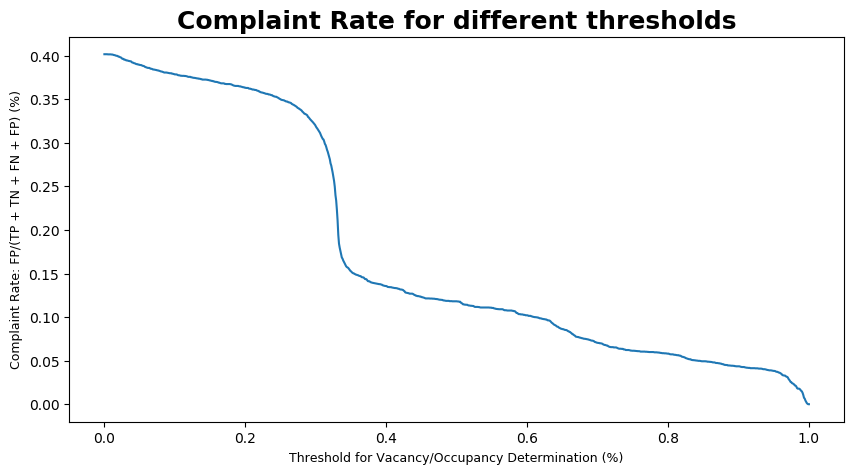 Complaint Rate for different thresholds
Complaint Rate: FP/(TP + TN + FN + FP) (%)
0.40
0.35
0.30
0.25
0.20
0.15
0.10
0.05
0.00
0.0 0.2 0.4 0.6 0.8 1.0
Threshold for Vacancy/Occupancy Determination (%)